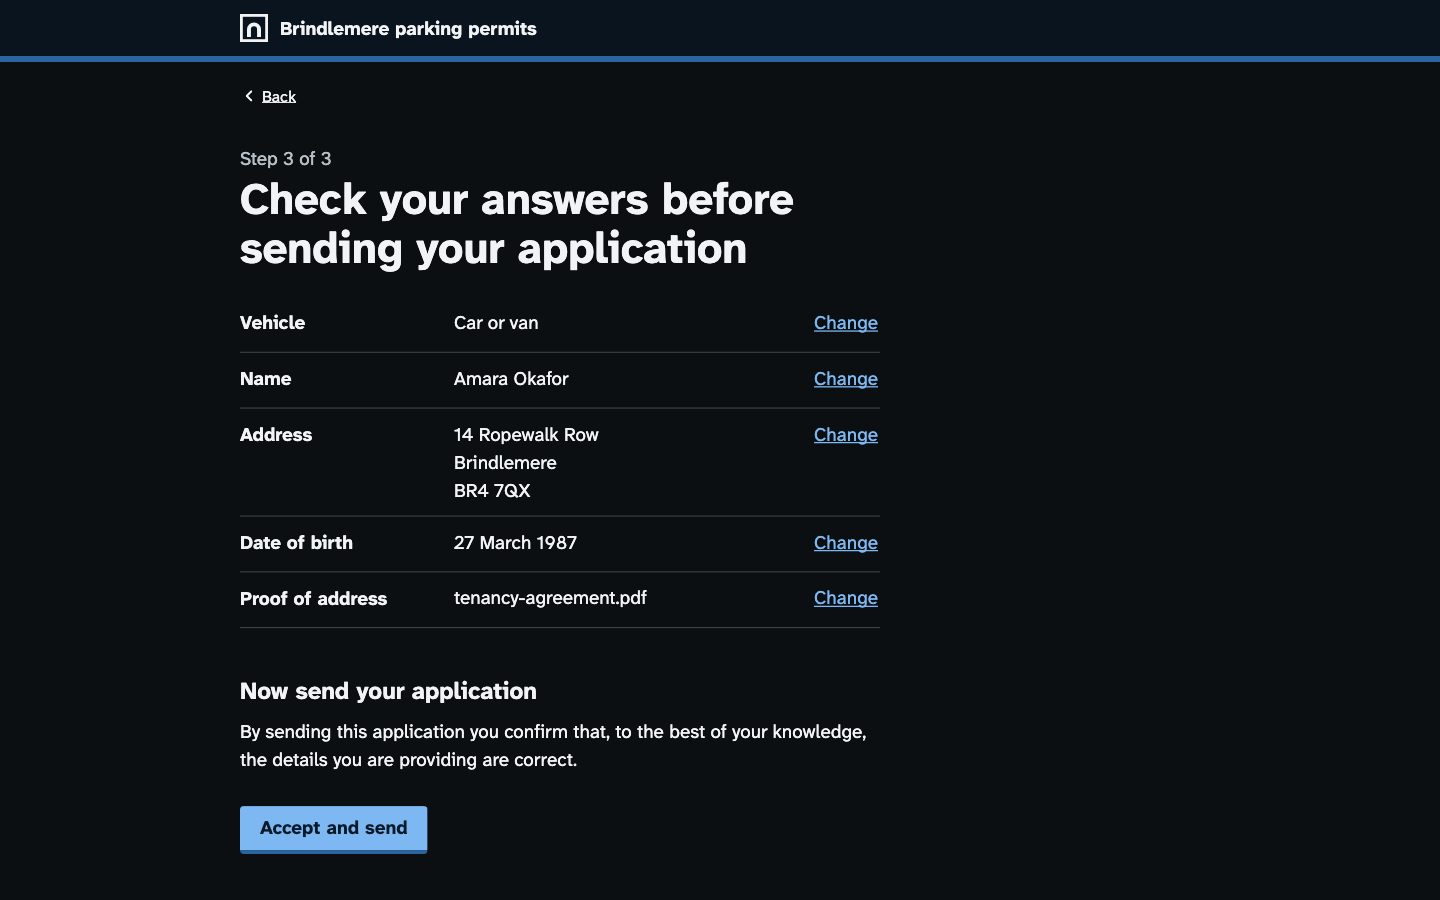 Brindlemere parking permits
Back
Step 3 of 3
Check your answers before
sending your application
Vehicle Car or van Change
Name Amara Okafor Change
Address 14 Ropewalk Row Change
Brindlemere
BR4 7QX
Date of birth 27 March 1987 Change
Proof of address tenancy-agreement.pdf Change
Now send your application
By sending this application you confirm that, to the best of your knowledge,
the details you are providing are correct.
Accept and send